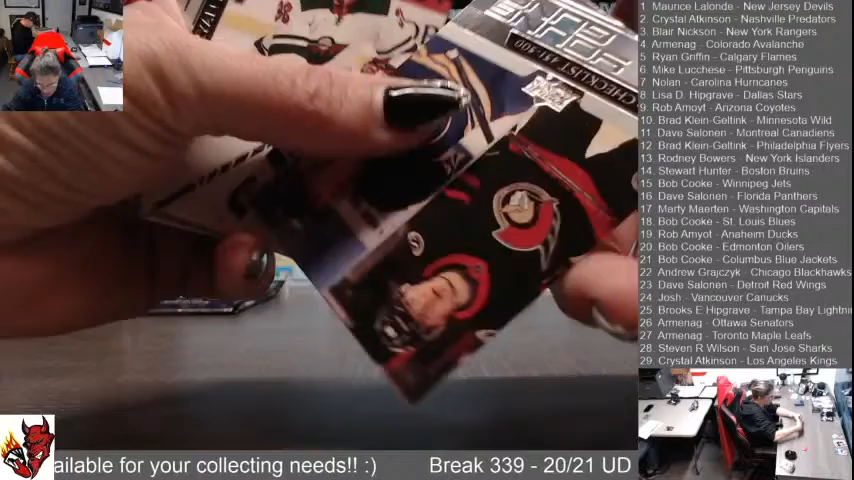 1 Maunce Lalonde - New Jersey Devils
2 Crystal Atkinson - Nashville Predators
3 Blair Nickson - New York Rangers
4 Armenag - Colorado Avalanche
5 Ryan Griffin - Calgary Flames
6 Mike Lucchese - Pittsburgh Penguins
7 Nolan - Carolina Hurricanes
8 Lisa D. Hipgrave - Dallas Stars
9 Rob Amoyt - Arizona Coyotes
10 Brad Klein-Geltink - Minnesota Wild
11 Dave Salonen - Montreal Canadiens
12 Brad Klein-Geltink - Philadelphia Flyers
13 Rodney Bowers - New York Islanders
14 Stewart Hunter - Boston Bruins
15 Bob Cooke - Winnipeg Jets
16 Dave Salonen - Florida Panthers
17 Marty Maerten - Washington Capitals
18 Bob Cooke - St. Louis Blues
19 Rob Amyot - Anaheim Ducks
20 Bob Cooke - Edmonton Oilers
21 Bob Cooke - Columbus Blue Jackets
22 Andrew Grajczyk - Chicago Blackhawks
23 Dave Salonen - Detroit Red Wings
24 Josh - Vancouver Canucks
25 Brooks E Hipgrave - Tampa Bay Lightnin
26 Armenag - Ottawa Senators
27 Armenag - Toronto Maple Leafs
28 Steven R Wilson - San Jose Sharks
29 Crystal Atkinson - Los Angeles Kings
CHECKLIST 441-500
CHECKLIST
ailable for your collecting needs!! :) Break 339 - 20/21 UD